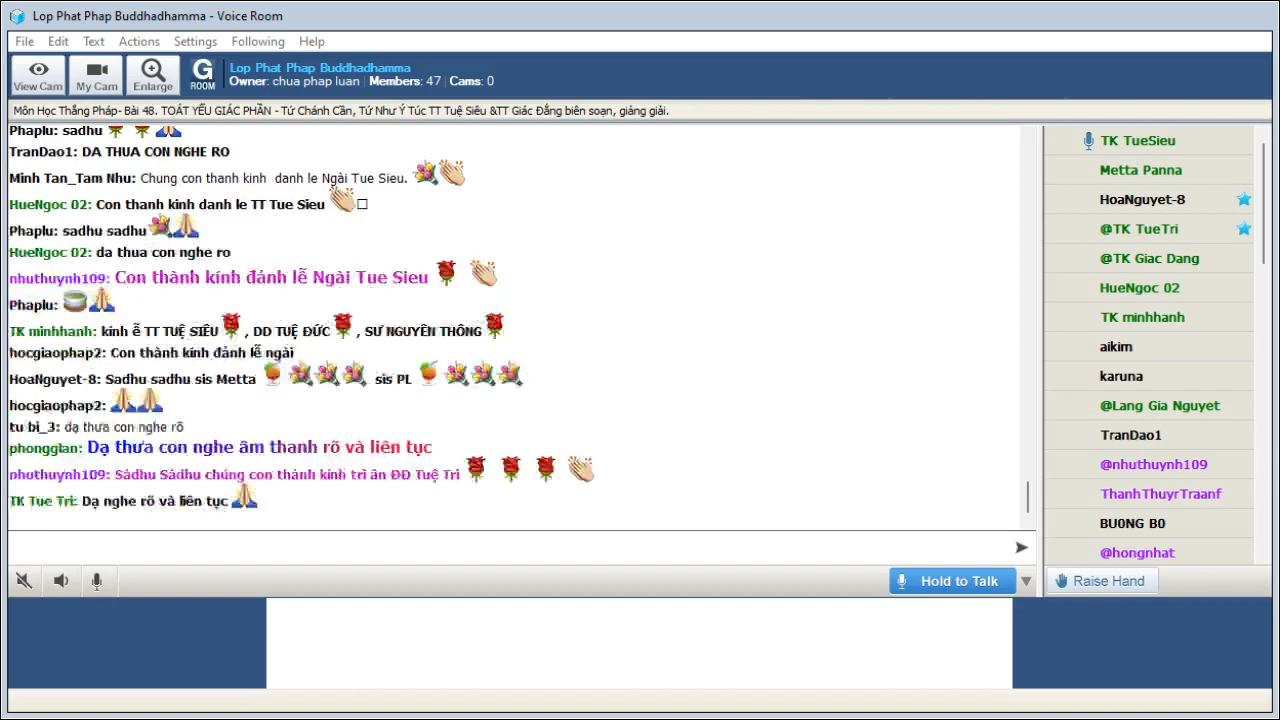 Lop Phat Phap Buddhadhamma - Voice Room
File Edit Text Actions Settings Following Help
View Cam My Cam Enlarge G ROOM Lop Phat Phap Buddhadhamma
Owner: chua phap luan | Members: 47 | Cams: 0
Môn Học Thắng Pháp- Bài 48. TOÁT YẾU GIÁC PHẦN - Tứ Chánh Cần, Tứ Như Ý Túc TT Tuệ Siêu &TT Giác Đẳng biên soạn, giảng giải.
Phaplu: sadhu
TranDao1: DA THUA CON NGHE RO
Minh Tan_Tam Nhu: Chung con thanh kinh danh le Ngài Tue Sieu.
HueNgoc 02: Con thanh kinh danh le TT Tue Sieu
Phaplu: sadhu sadhu
HueNgoc 02: da thua con nghe ro
nhuthuynh109: Con thành kính đảnh lễ Ngài Tue Sieu
Phaplu:
TK minhhanh: kính ễ TT TUỆ SIÊU , DD TUỆ ĐỨC , SƯ NGUYÊN THÔNG
hocgiaophap2: Con thành kính đảnh lễ ngài
HoaNguyet-8: Sadhu sadhu sis Metta sis PL
hocgiaophap2:
tu bi_3: dạ thưa con nghe rõ
phonggian: Dạ thưa con nghe âm thanh rõ và liên tục
nhuthuynh109: Sádhu Sádhu chúng con thành kính tri ân ĐĐ Tuệ Tri
TK Tue Tri: Dạ nghe rõ và liên tục
TK TueSieu
Metta Panna
HoaNguyet-8
@TK TueTri
@TK Giac Dang
HueNgoc 02
TK minhhanh
aikim
karuna
@Lang Gia Nguyet
TranDao1
@nhuthuynh109
ThanhThuyrTraanf
BU0NG B0
@hongnhat
Hold to Talk
Raise Hand